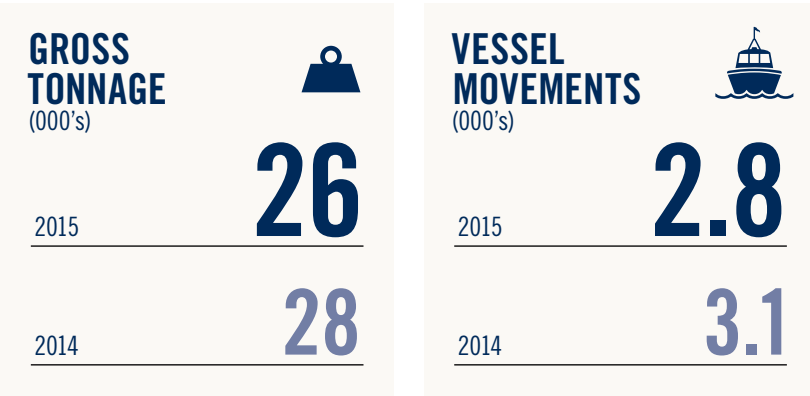 GROSS
TONNAGE
(000's)
2015 26
2014 28
VESSEL
MOVEMENTS
(000's)
2015 2.8
2014 3.1